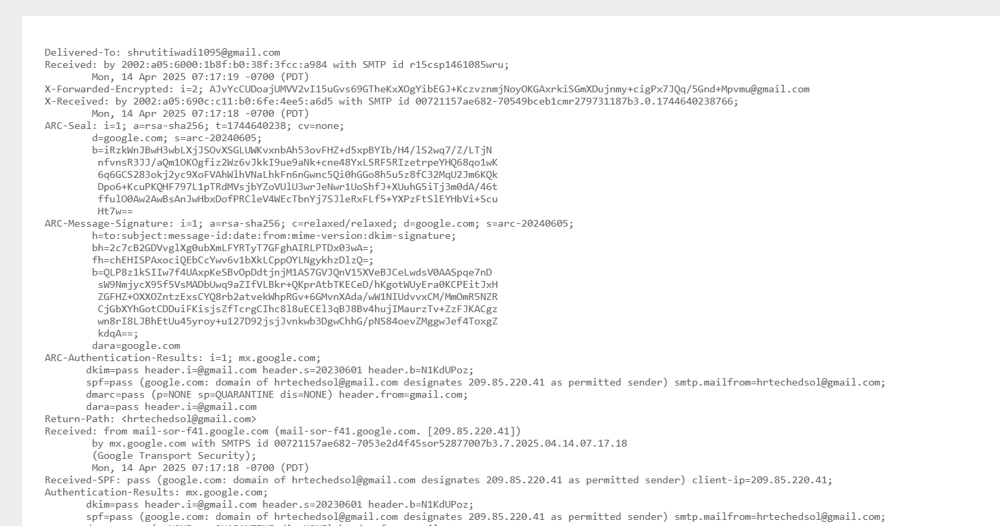 Delivered-To: shrutitiwadi1095@gmail.com
Received: by 2002:a05:6000:1b8f:b0:38f:3fcc:a984 with SMTP id r15csp1461085wru;
Mon, 14 Apr 2025 07:17:19 -0700 (PDT)
X-Forwarded-Encrypted: i=2; AJvYcCUDoajUMVV2vI15uGvs69GTheKxXOgYibEGJ+KczvznmjNoyOKGAxrkiSGmXDujnmy+cigPx7JQq/5Gnd+Mpvmu@gmail.com
X-Received: by 2002:a05:690c:c11:b0:6fe:4ee5:a6d5 with SMTP id 00721157ae682-70549bceb1cmr279731187b3.0.1744640238766;
Mon, 14 Apr 2025 07:17:18 -0700 (PDT)
ARC-Seal: i=1; a=rsa-sha256; t=1744640238; cv=none;
d=google.com; s=arc-20240605;
b=iRzkWnJBwH3wbLXjJSOvXSGLUWKvxnbAh53ovFHZ+d5xpBYIb/H4/lS2wq7/Z/LTjN
nfvnsR3JJ/aQm1OKOgfiz2Wz6vJkkI9ue9aNk+cne48YxLSRF5RIzetrpeYHQ68qo1wK
6q6GCS283okj2yc9XoFVAhWlhVNaLhkFn6nGwnc5Qi0hGGo8h5u5z8fC32MqU2Jm6KQk
Dpo6+KcuPKQHF797L1pTRdMVsjbYZoVUlU3wrJeNwr1UoShfJ+XUuhG5iTj3m0dA/46t
ffulO0Aw2AwBsAnJwHbxDofPRCleV4WEcTbnYj7SJleRxFLf5+YXPzFtSlEYHbVi+Scu
Ht7w==
ARC-Message-Signature: i=1; a=rsa-sha256; c=relaxed/relaxed; d=google.com; s=arc-20240605;
h=to:subject:message-id:date:from:mime-version:dkim-signature;
bh=2c7cB2GDVvglXg0ubXmLFYRTyT7GFghAIRLPTDx03wA=;
fh=chEHISPAxociQEbCcYwv6v1bXkLCppOYLNgykhzDlzQ=;
b=QLP8z1kSIIw7f4UAxpKeSBvOpDdtjnjM1AS7GVJQnV15XVeBJCeLwdsV0AASpqe7nD
sW9NmjycX95f5VsMADbUwq9aZIfVLBkr+QKprAtbTKECeD/hKgotWUyEra0KCPEitJxH
ZGFHZ+OXXOZntzExsCYQ8rb2atvekWhpRGv+6GMvnXAda/wW1NIUdvvxCM/MmOmR5NZR
CjGbXYhGotCDDuiFKisjsZfTcrgCIhc8l8uECEl3qBJ8Bv4hujIMaurzTv+ZzFJKACgz
wn8rI8LJBhEtUu45yroy+u127D92jsjJvnkwb3DgwChhG/pNS84oevZMggwJef4ToxgZ
kdqA==;
dara=google.com
ARC-Authentication-Results: i=1; mx.google.com;
dkim=pass header.i=@gmail.com header.s=20230601 header.b=N1KdUPoz;
spf=pass (google.com: domain of hrtechedsol@gmail.com designates 209.85.220.41 as permitted sender) smtp.mailfrom=hrtechedsol@gmail.com;
dmarc=pass (p=NONE sp=QUARANTINE dis=NONE) header.from=gmail.com;
dara=pass header.i=@gmail.com
Return-Path: <hrtechedsol@gmail.com>
Received: from mail-sor-f41.google.com (mail-sor-f41.google.com. [209.85.220.41])
by mx.google.com with SMTPS id 00721157ae682-7053e2d4f45sor52877007b3.7.2025.04.14.07.17.18
(Google Transport Security);
Mon, 14 Apr 2025 07:17:18 -0700 (PDT)
Received-SPF: pass (google.com: domain of hrtechedsol@gmail.com designates 209.85.220.41 as permitted sender) client-ip=209.85.220.41;
Authentication-Results: mx.google.com;
dkim=pass header.i=@gmail.com header.s=20230601 header.b=N1KdUPoz;
spf=pass (google.com: domain of hrtechedsol@gmail.com designates 209.85.220.41 as permitted sender) smtp.mailfrom=hrtechedsol@gmail.com;